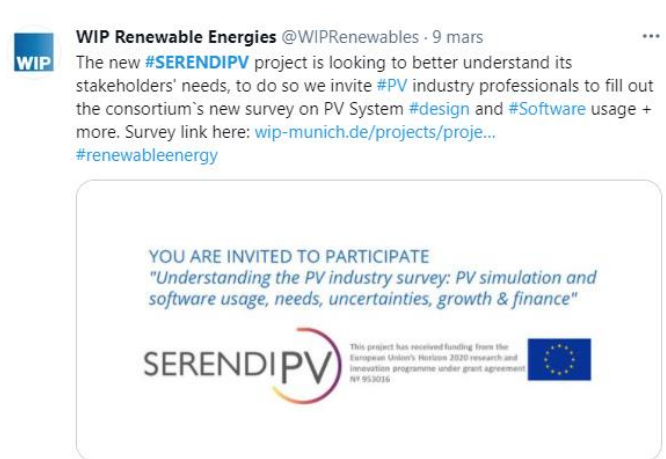 WIP
WIP Renewable Energies @WIPRenewables · 9 mars
The new #SERENDIPV project is looking to better understand its
stakeholders' needs, to do so we invite #PV industry professionals to fill out
the consortium`s new survey on PV System #design and #Software usage +
more. Survey link here: wip-munich.de/projects/proje...
#renewableenergy
YOU ARE INVITED TO PARTICIPATE
"Understanding the PV industry survey: PV simulation and
software usage, needs, uncertainties, growth & finance"
SERENDIPV
This project has received funding from the
European Union's Horizon 2020 research and
innovation programme under grant agreement
Nº 953016